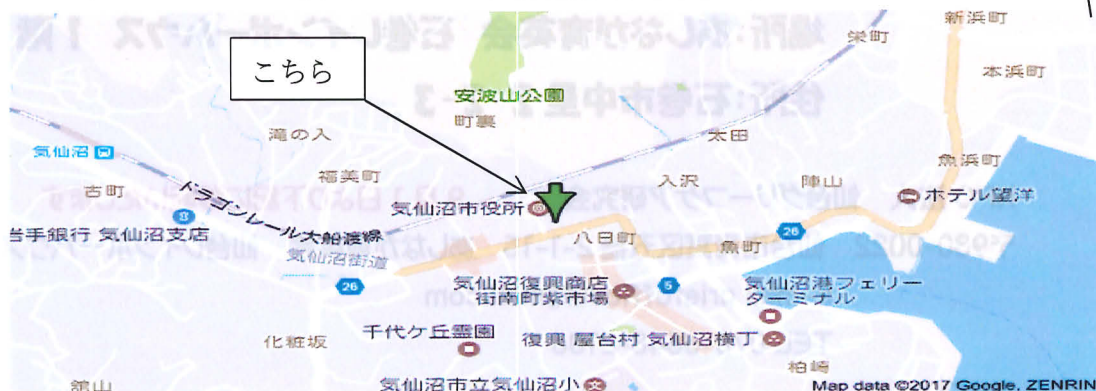 こちら
新浜町
栄町
本浜町
安波山公園
町裏
滝の入
太田
気仙沼
福美町
入沢
陣山
魚浜町
古町
ドラゴンレール大船渡線
気仙沼市役所
ホテル望洋
岩手銀行 気仙沼支店
気仙沼街道
八日町
魚町
26
26
5
気仙沼復興商店
街南町紫市場
気仙沼港フェリー
ターミナル
化粧坂
千代ケ丘霊園
復興 屋台村 気仙沼横丁
柏崎
舘山
気仙沼市立気仙沼小
Map data ©2017 Google, ZENRIN